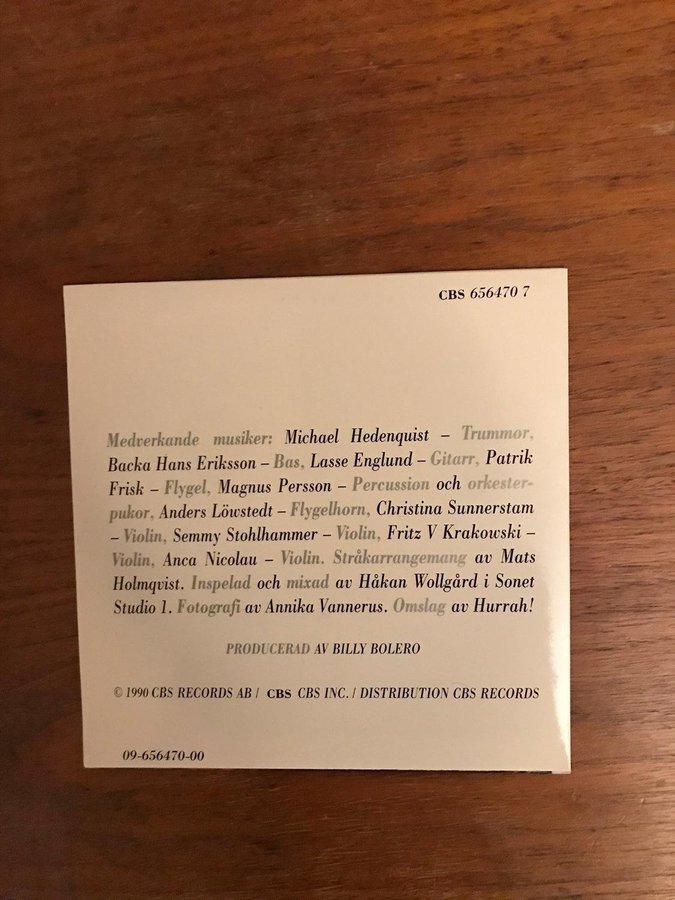 CBS 656470 7
Medverkande musiker: Michael Hedenquist – Trummor,
Backa Hans Eriksson – Bas, Lasse Englund – Gitarr, Patrik
Frisk – Flygel, Magnus Persson – Percussion och orkester-
pukor, Anders Löwstedt – Flygelhorn, Christina Sunnerstam
– Violin, Semmy Stohlhammer – Violin, Fritz V Krakowski –
Violin, Anca Nicolau – Violin. Stråkarrangemang av Mats
Holmqvist. Inspelad och mixad av Håkan Wollgård i Sonet
Studio 1. Fotografi av Annika Vannerus. Omslag av Hurrah!
PRODUCERAD AV BILLY BOLERO
© 1990 CBS RECORDS AB / CBS CBS INC. / DISTRIBUTION CBS RECORDS
09-656470-00